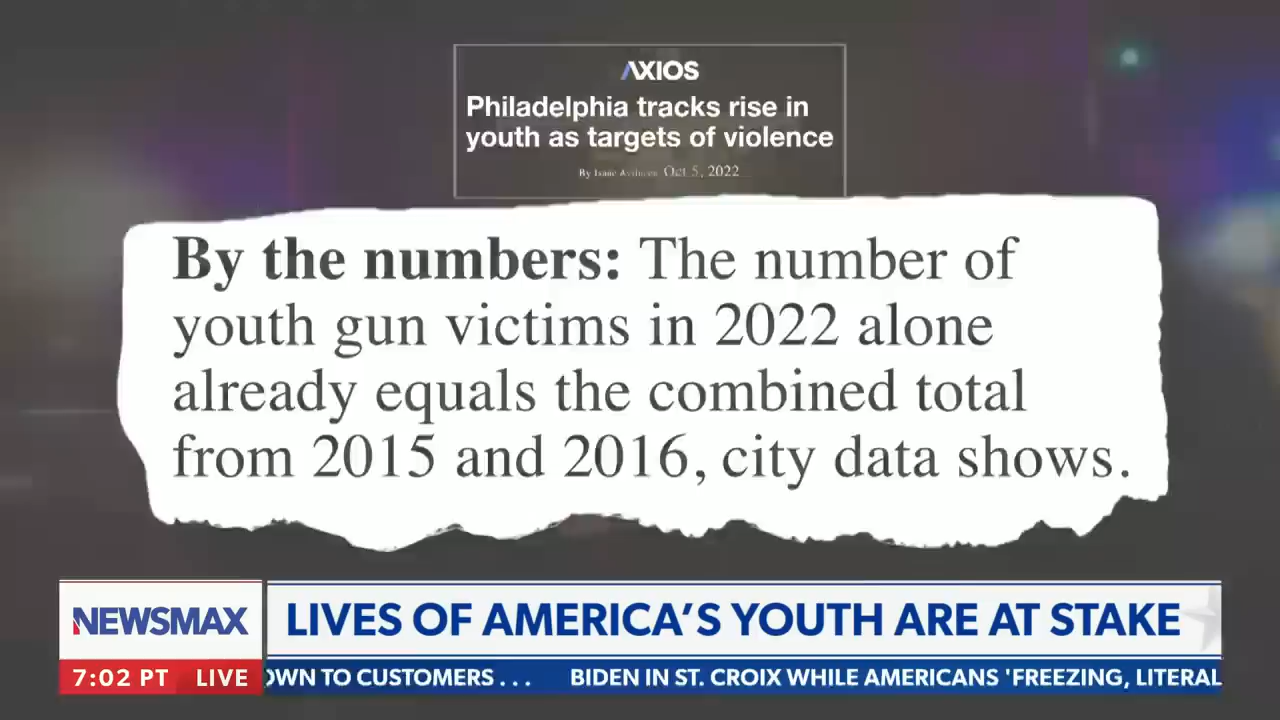 AXIOS
Philadelphia tracks rise in
youth as targets of violence
By Isaac Oct 5, 2022
By the numbers: The number of
youth gun victims in 2022 alone
already equals the combined total
from 2015 and 2016, city data shows.
NEWSMAX
LIVES OF AMERICA'S YOUTH ARE AT STAKE
7:02 PT LIVE
OWN TO CUSTOMERS . . . BIDEN IN ST. CROIX WHILE AMERICANS 'FREEZING, LITERAL